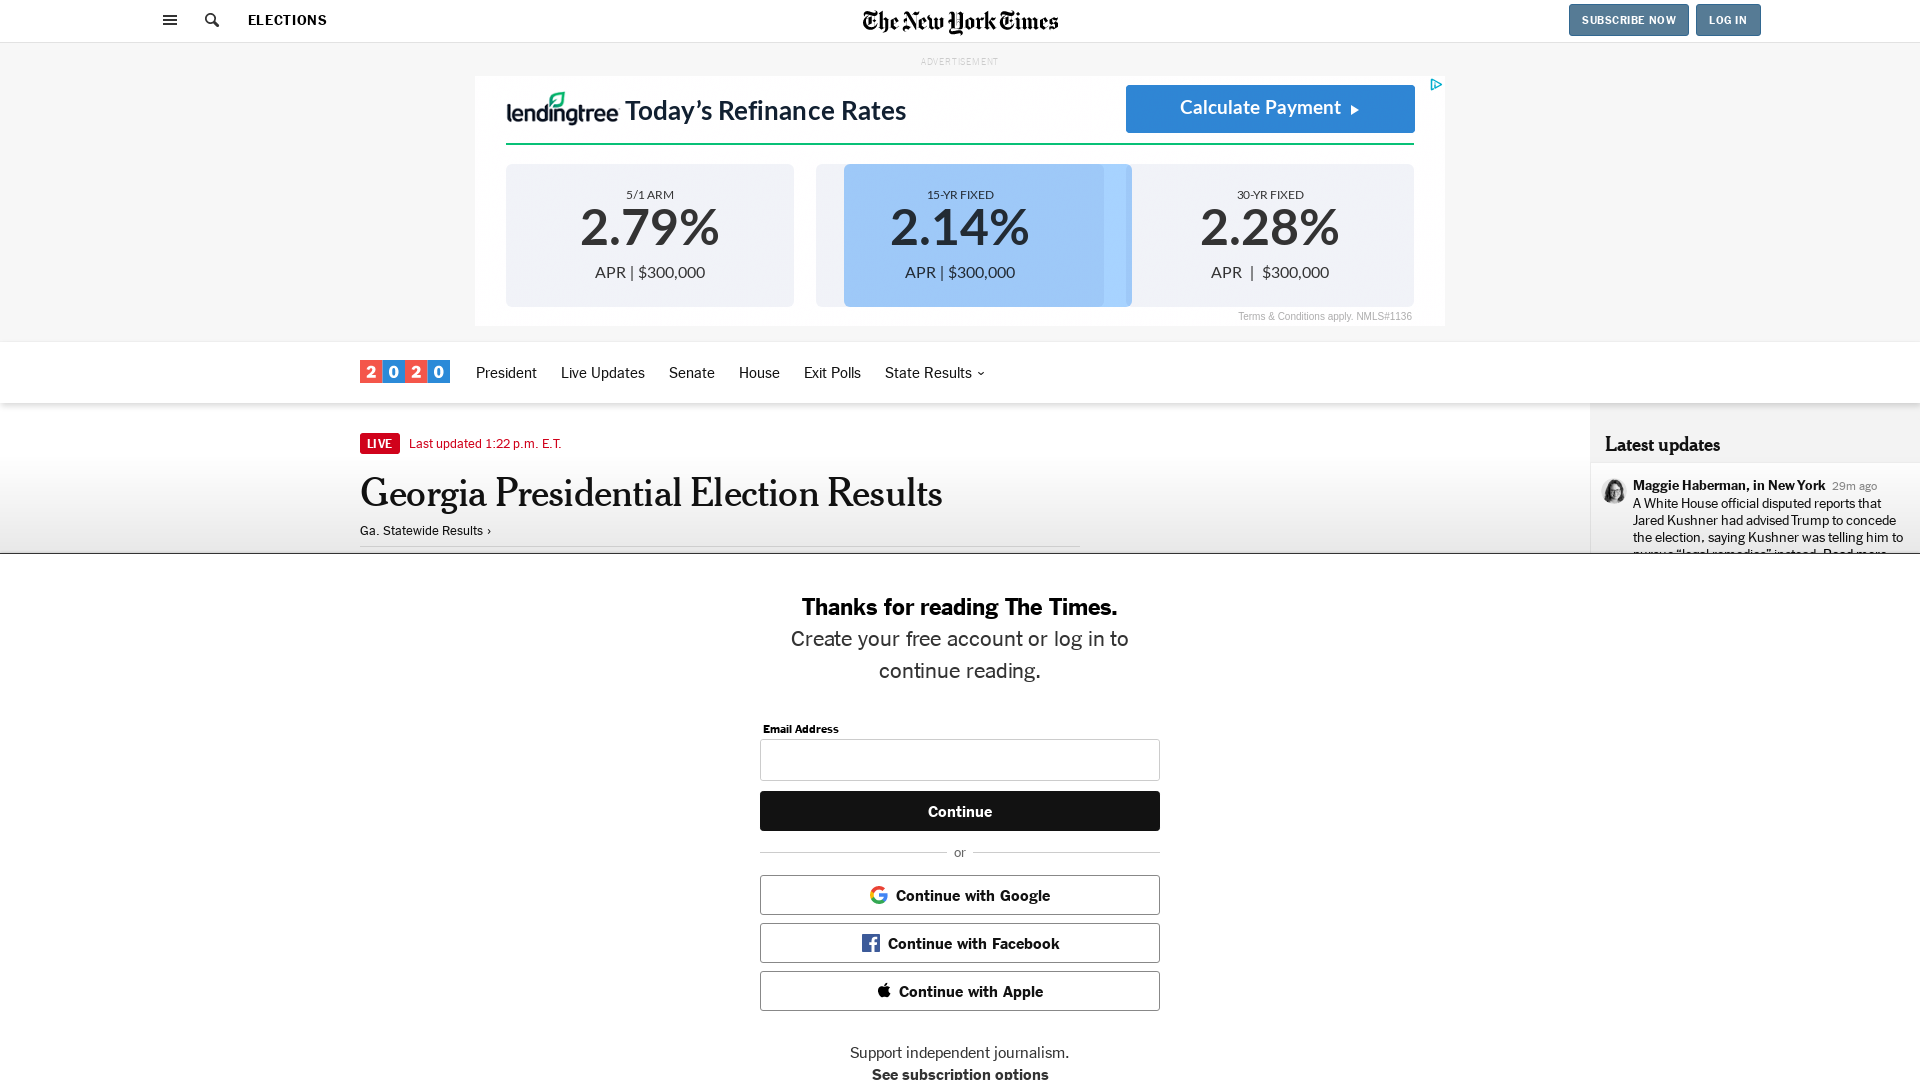 ELECTIONS
The New York Times
SUBSCRIBE NOW
LOG IN
ADVERTISEMENT
lendingtree Today’s Refinance Rates
Calculate Payment
5/1 ARM
2.79%
APR | $300,000
15-YR FIXED
2.14%
APR | $300,000
30-YR FIXED
2.28%
APR | $300,000
Terms & Conditions apply. NMLS#1136
2020
President
Live Updates
Senate
House
Exit Polls
State Results
LIVE Last updated 1:22 p.m. E.T.
Georgia Presidential Election Results
Ga. Statewide Results ›
Latest updates
Maggie Haberman, in New York 29m ago
A White House official disputed reports that
Jared Kushner had advised Trump to concede
the election, saying Kushner was telling him to
pursue “legal remedies” instead. Read more
Thanks for reading The Times.
Create your free account or log in to
continue reading.
Email Address
Continue
or
Continue with Google
Continue with Facebook
Continue with Apple
Support independent journalism.
See subscription options